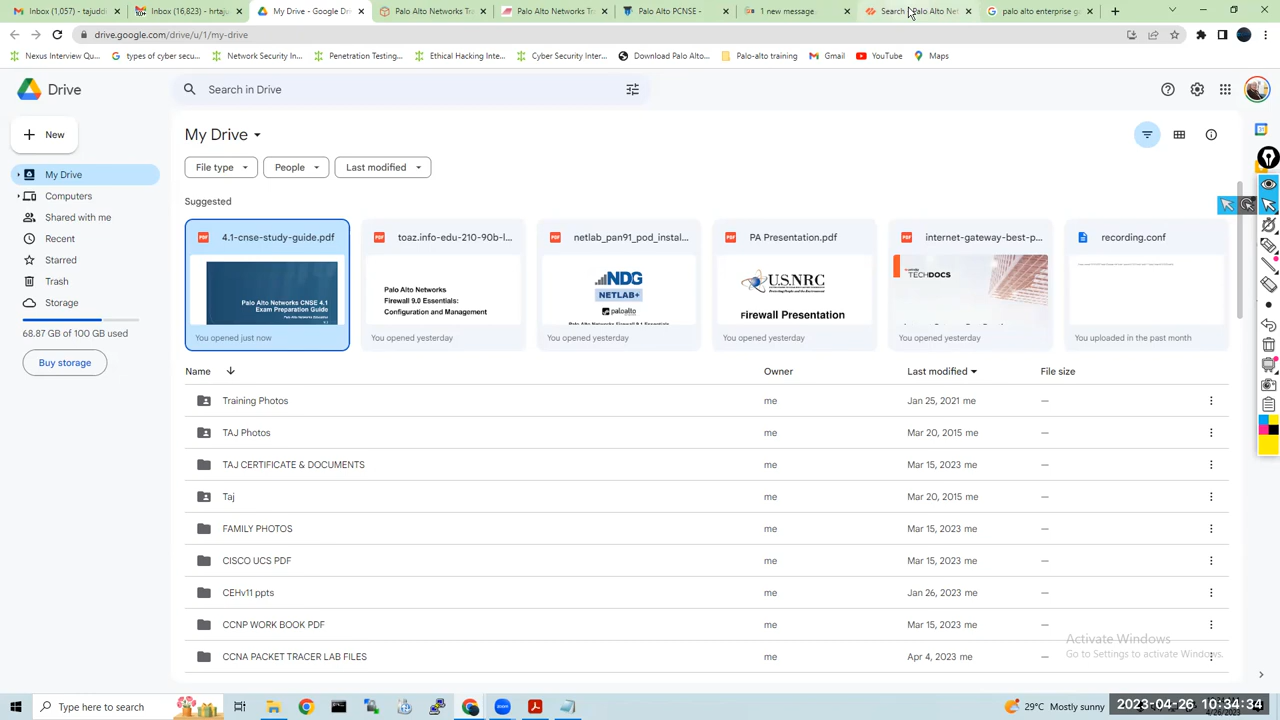 Inbox (1,057) - tajuddi
Inbox (16,823) - hrtaj
My Drive - Google Dri
Palo Alto Networks Tr
Palo Alto Networks Tr
Palo Alto PCNSE -
1 new message.
Search | Palo Alto Net
palo alto enterprise g
drive.google.com/drive/u/1/my-drive
Nexus Interview Qu...
types of cyber secu...
Network Security In...
Penetration Testing...
Ethical Hacking Inte...
Cyber Security Inter...
Download Palo Alto...
Palo-alto training
Gmail
YouTube
Maps
Drive
Search in Drive
New
My Drive
Computers
Shared with me
Recent
Starred
Trash
Storage
68.87 GB of 100 GB used
Buy storage
My Drive
File type
People
Last modified
Suggested
4.1-cnse-study-guide.pdf
Palo Alto Networks CNSE 4.1
Exam Preparation Guide
Palo Alto Networks Education
You opened just now
toaz.info-edu-210-90b-l...
Palo Alto Networks
Firewall 9.0 Essentials:
Configuration and Management
You opened yesterday
netlab_pan91_pod_instal...
NDG
NETLAB+
paloalto
You opened yesterday
PA Presentation.pdf
U.S.NRC
Firewall Presentation
You opened yesterday
internet-gateway-best-p...
TECHDOCS
You opened yesterday
recording.conf
You uploaded in the past month
Name Owner Last modified File size
Training Photos me Jan 25, 2021 me —
TAJ Photos me Mar 20, 2015 me —
TAJ CERTIFICATE & DOCUMENTS me Mar 15, 2023 me —
Taj me Mar 20, 2015 me —
FAMILY PHOTOS me Mar 15, 2023 me —
CISCO UCS PDF me Mar 15, 2023 me —
CEHv11 ppts me Jan 26, 2023 me —
CCNP WORK BOOK PDF me Mar 15, 2023 me —
CCNA PACKET TRACER LAB FILES me Apr 4, 2023 me —
Activate Windows
Go to Settings to activate Windows.
Type here to search
29°C Mostly sunny
2023-04-26 10:34:34